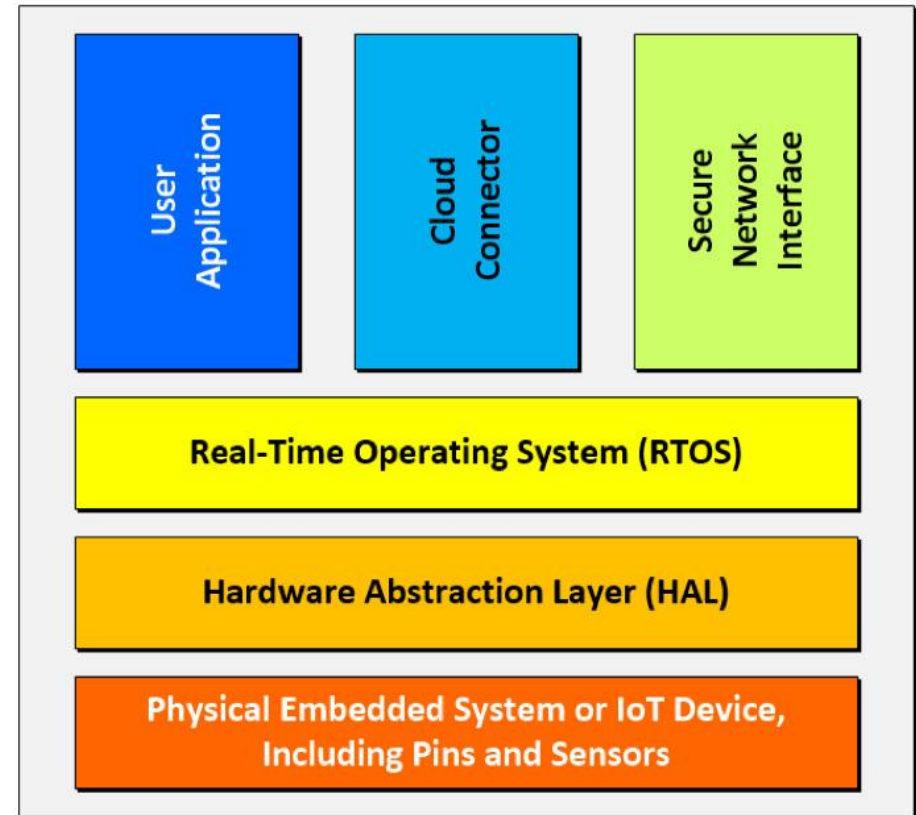 User
Application
Cloud
Connector
Secure
Network
Interface
Real-Time Operating System (RTOS)
Hardware Abstraction Layer (HAL)
Physical Embedded System or IoT Device,
Including Pins and Sensors